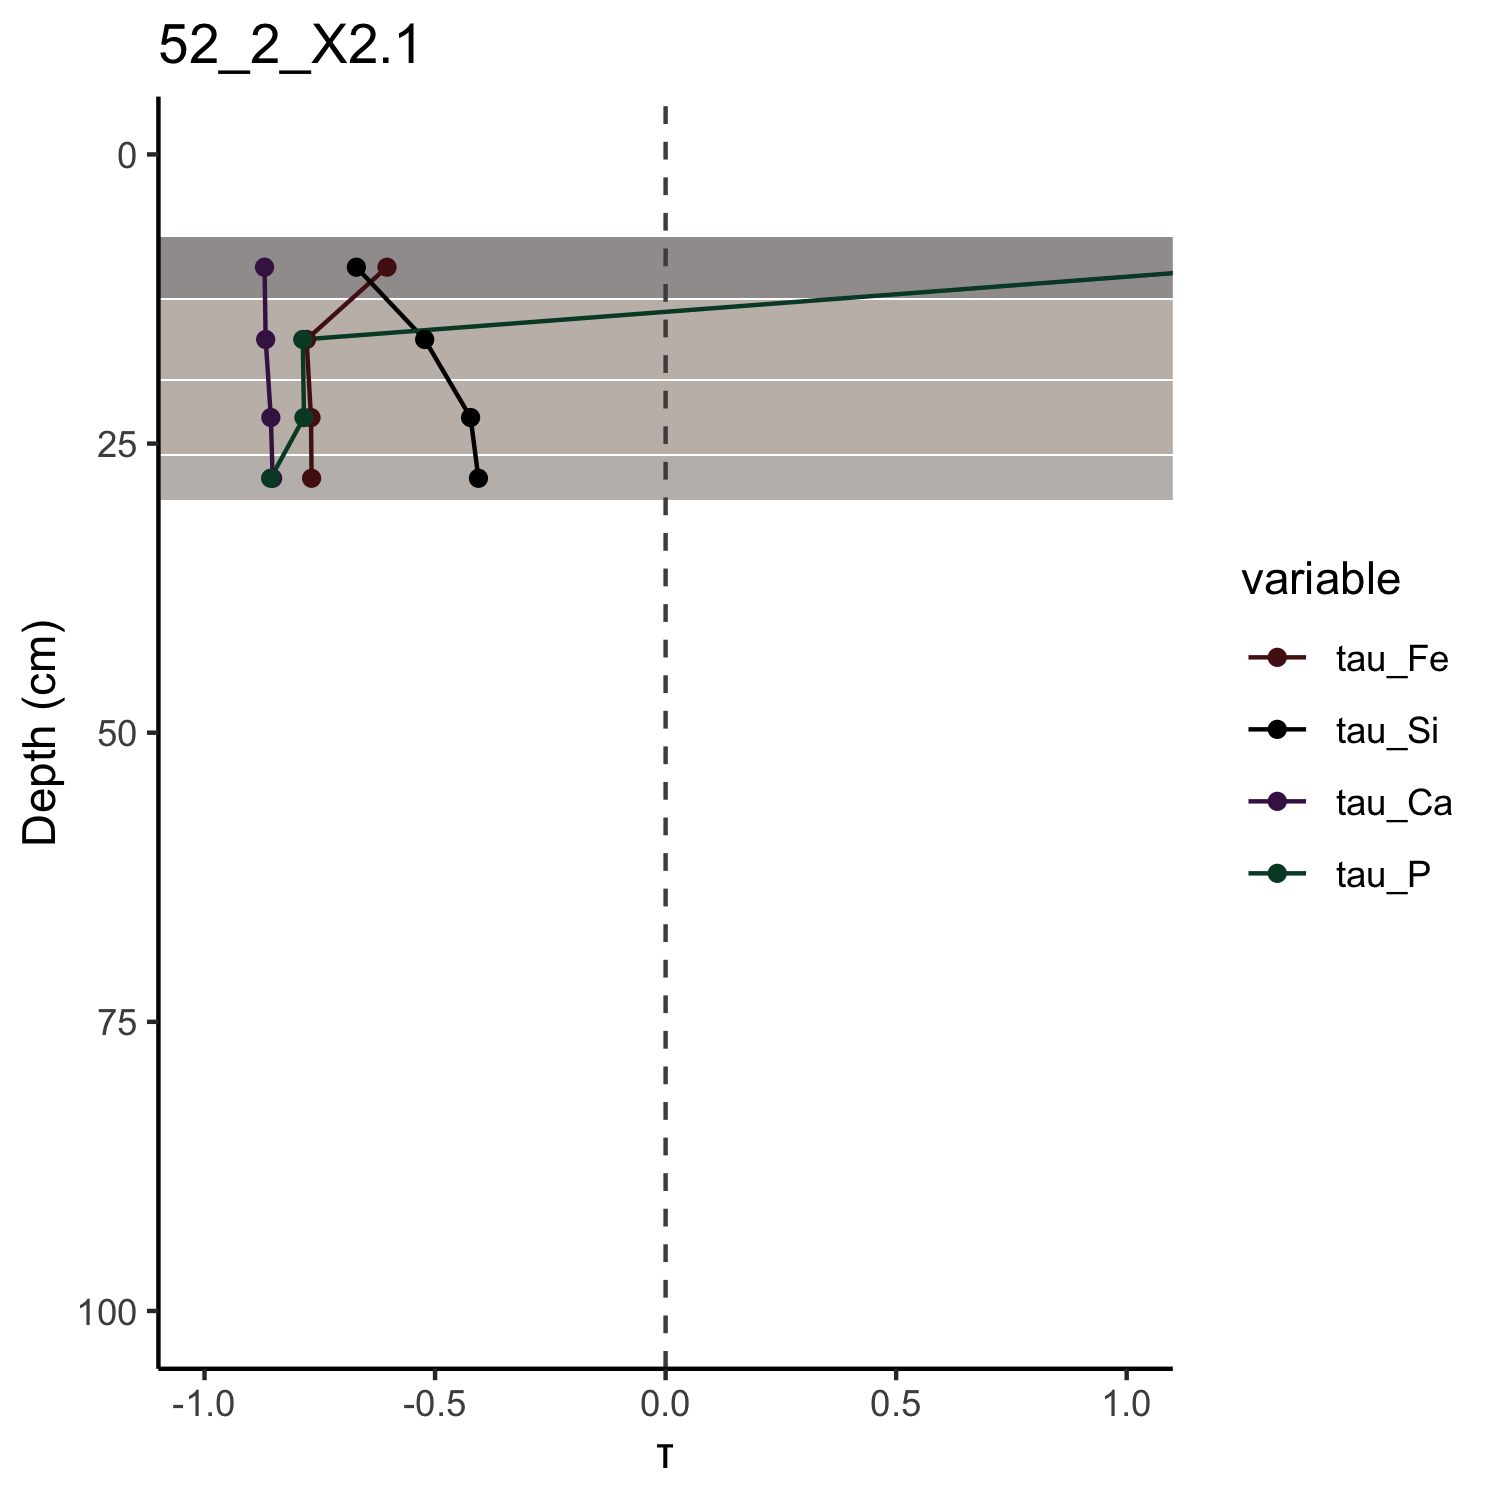 52_2_X2.1
0
25
50
75
100
Depth (cm)
-1.0 -0.5 0.0 0.5 1.0
τ
variable
tau_Fe
tau_Si
tau_Ca
tau_P